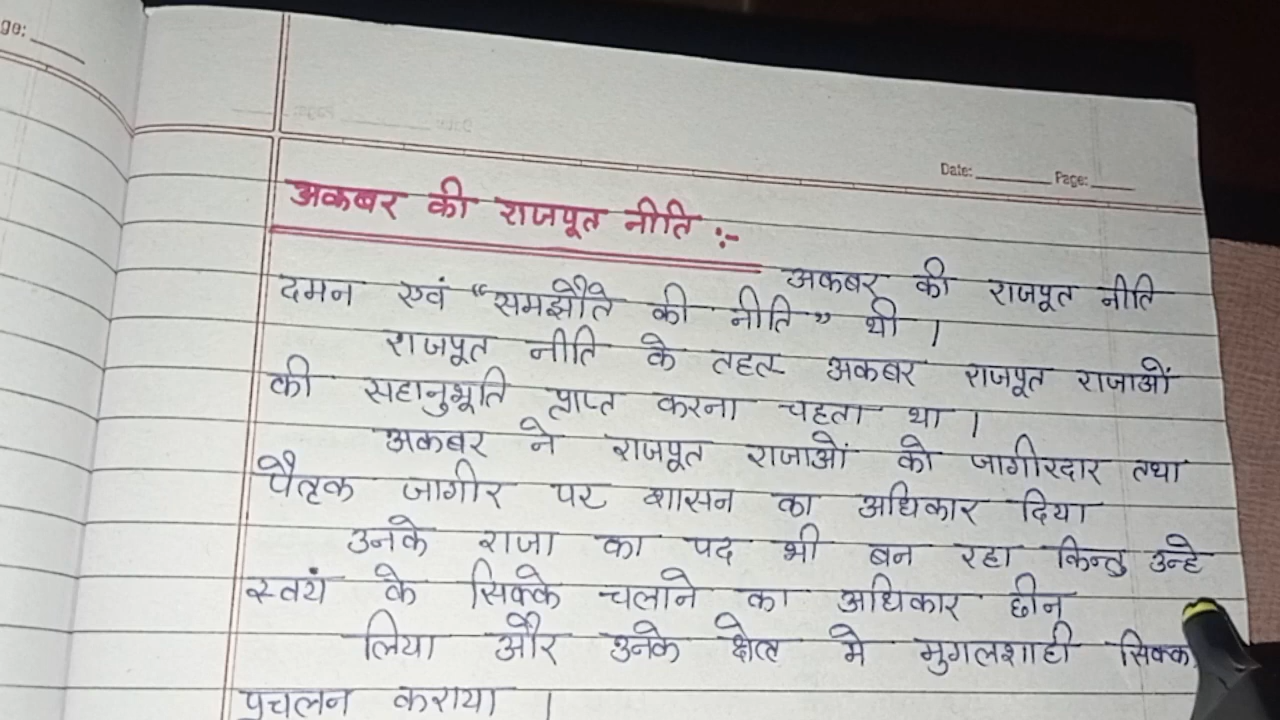 ge:
Date: Page:
अकबर की राजपूत नीति :-
अकबर की राजपूत नीति
दमन एवं “समझौते की नीति” थी ।
राजपूत नीति के तहत अकबर राजपूत राजाओं
की सहानुभूति प्राप्त करना चहता था ।
अकबर ने राजपूत राजाओं को जागीरदार तथा
पैतृक जागीर पर शासन का अधिकार दिया
उनके राजा का पद भी बन रहा किन्तु उन्हे
स्वयं के सिक्के चलाने का अधिकार छीन
लिया और उनके क्षेत्र मे मुगलशाही सिक्क
प्रचलन कराया ।